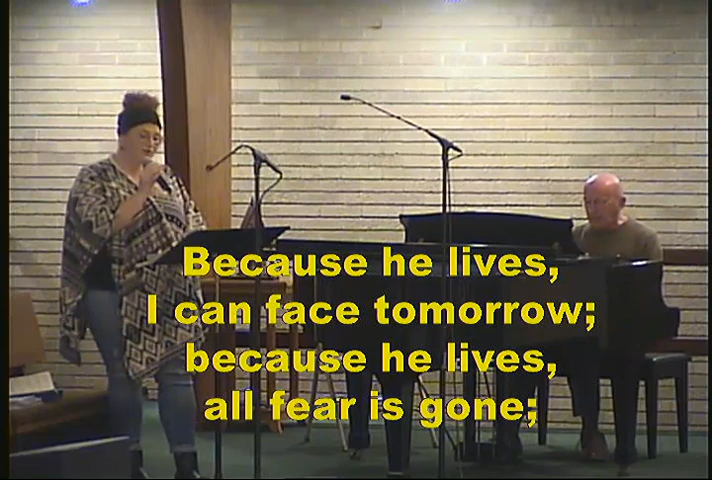 Because he lives,
I can face tomorrow;
because he lives,
all fear is gone;